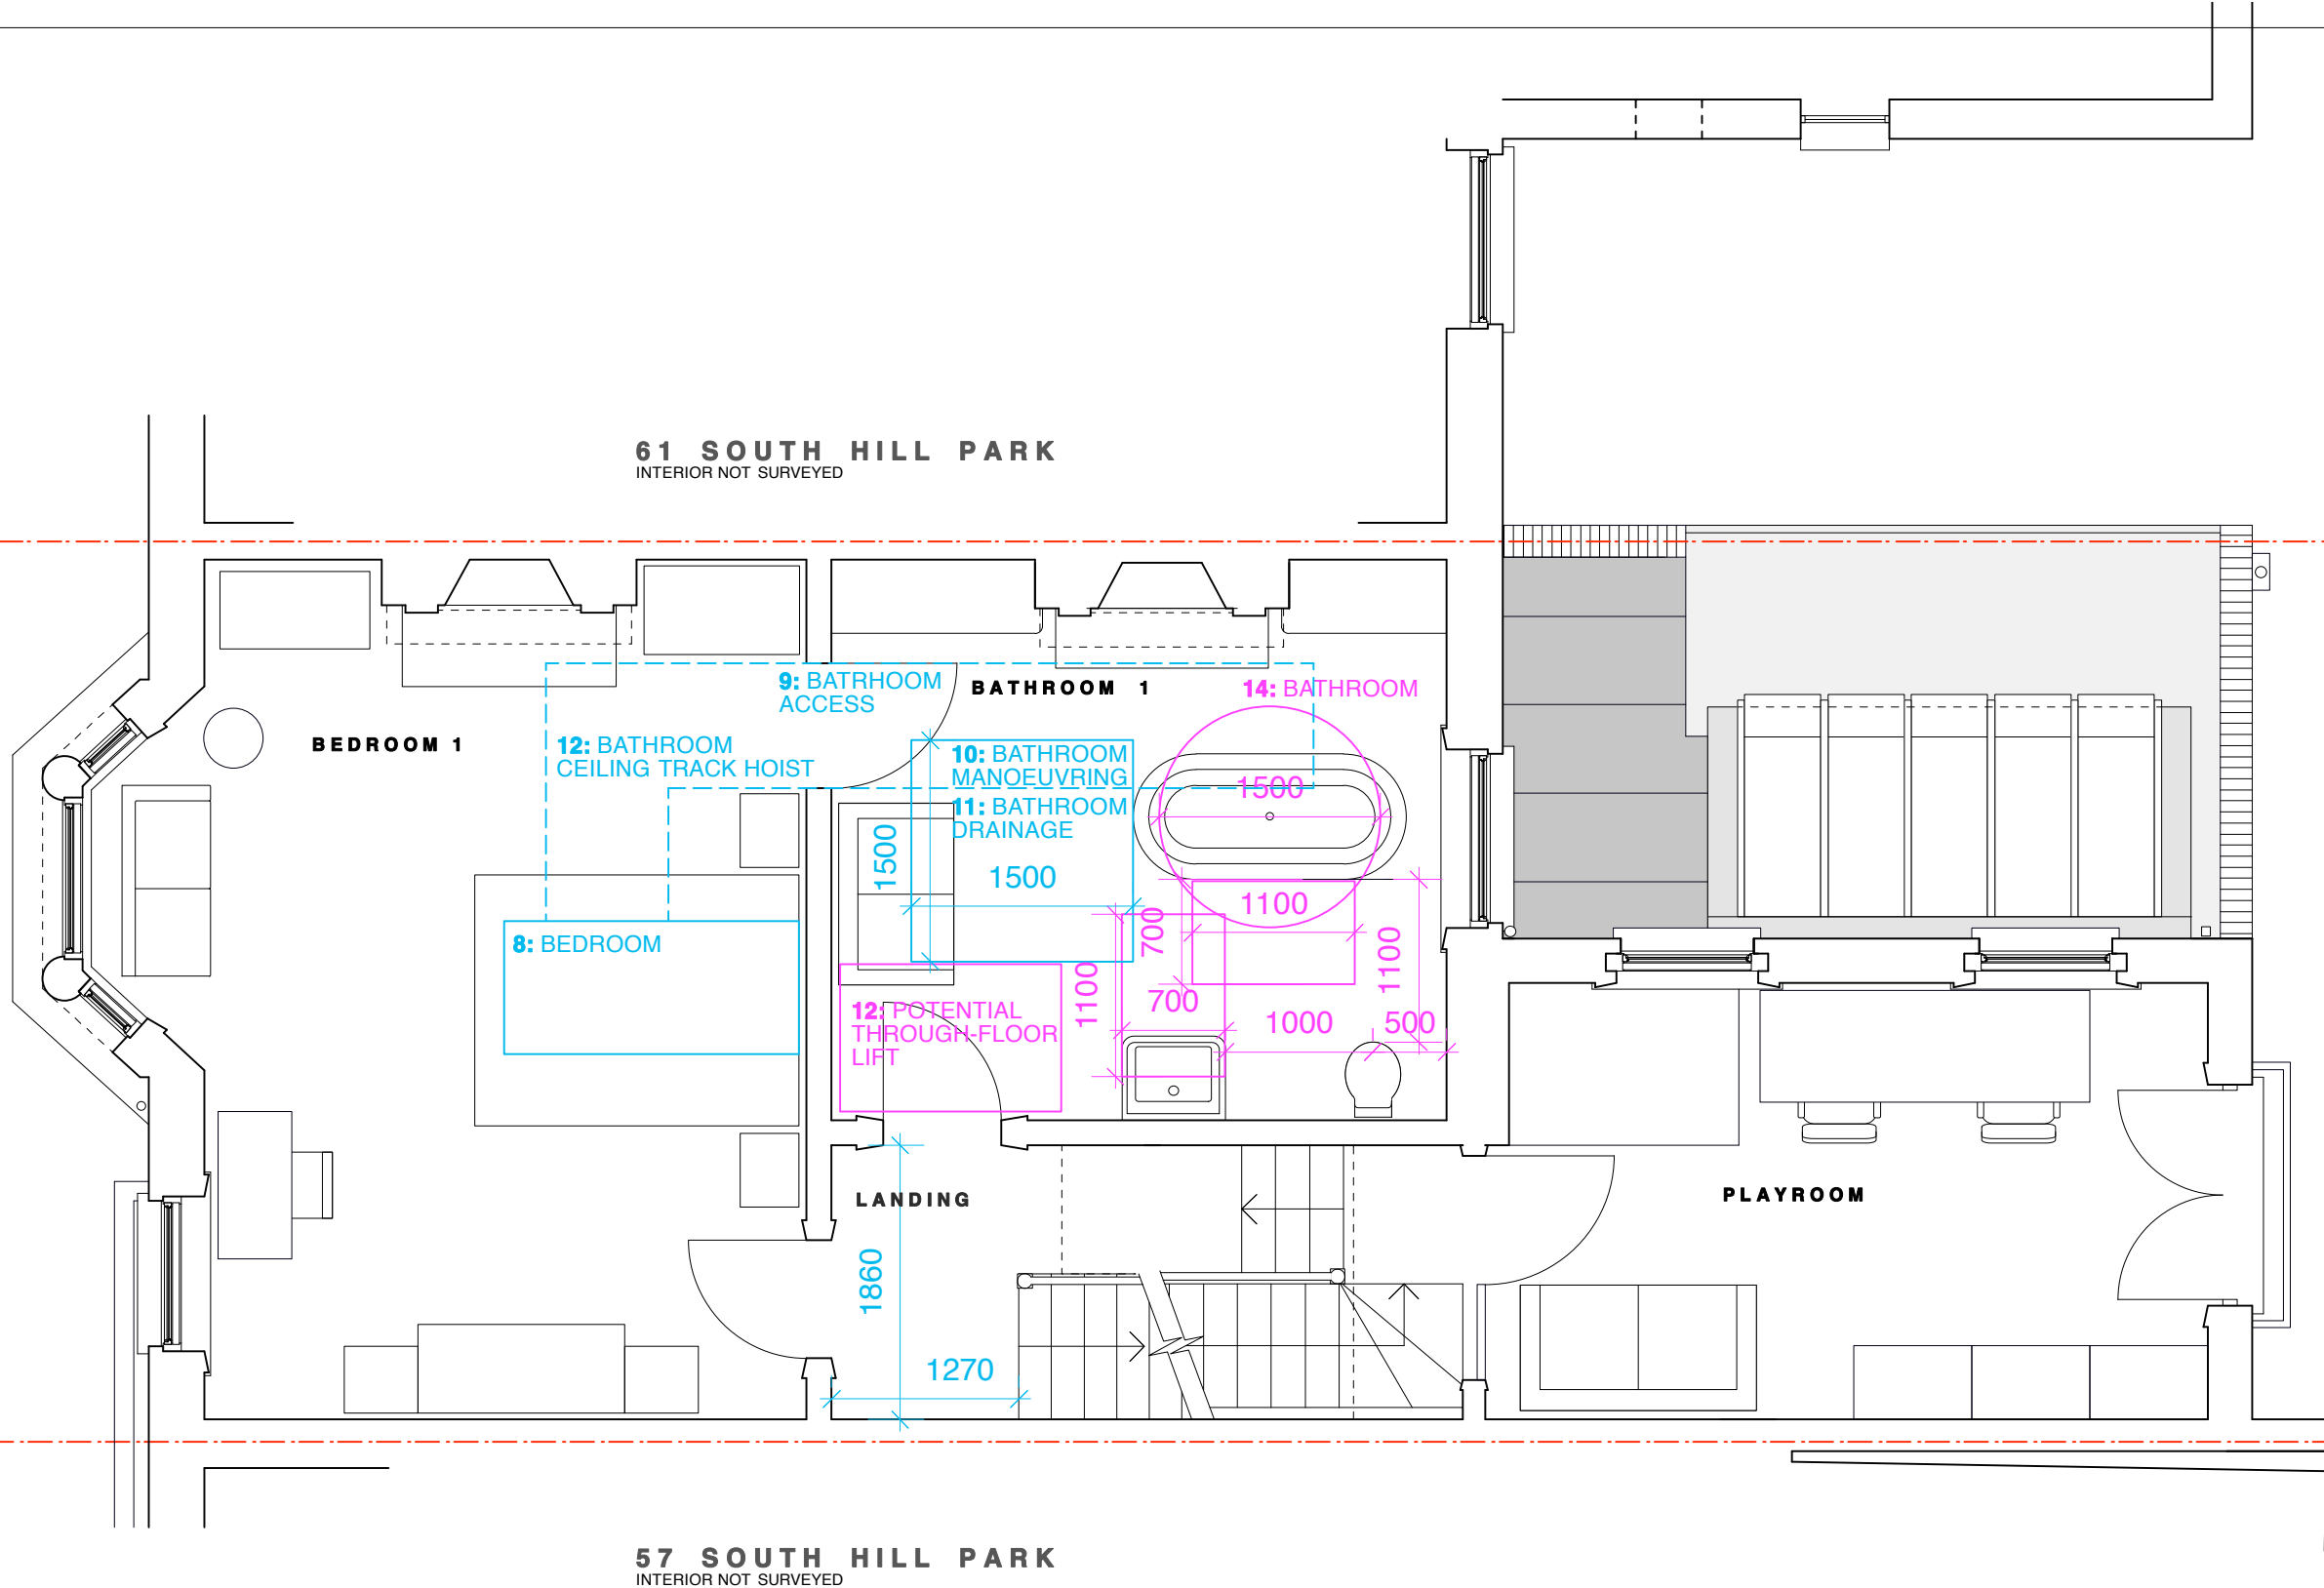 61 SOUTH HILL PARK
INTERIOR NOT SURVEYED
9: BATRHOOM
ACCESS
BATHROOM 1
14: BATHROOM
BEDROOM 1
12: BATHROOM
CEILING TRACK HOIST
10: BATHROOM
MANOEUVRING
11: BATHROOM
DRAINAGE
1500
1500
1500
1100
700
8: BEDROOM
1100
1100
700
12: POTENTIAL
THROUGH-FLOOR
LIFT
1000
500
LANDING
PLAYROOM
1860
1270
57 SOUTH HILL PARK
INTERIOR NOT SURVEYED